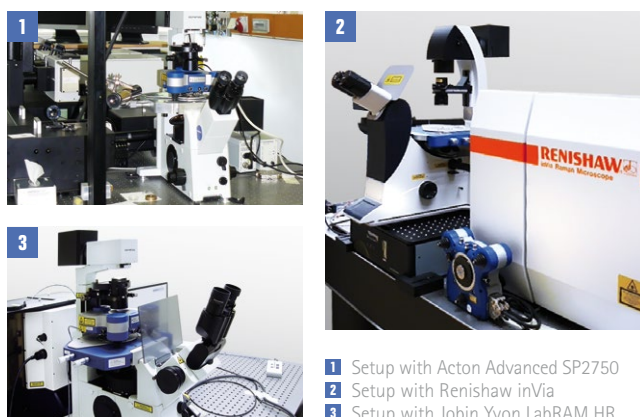 1
2
RENISHAW
inVia Raman Microscope
3
1 Setup with Acton Advanced SP2750
2 Setup with Renishaw inVia
3 Setup with Jobin Yvon LabRAM HR